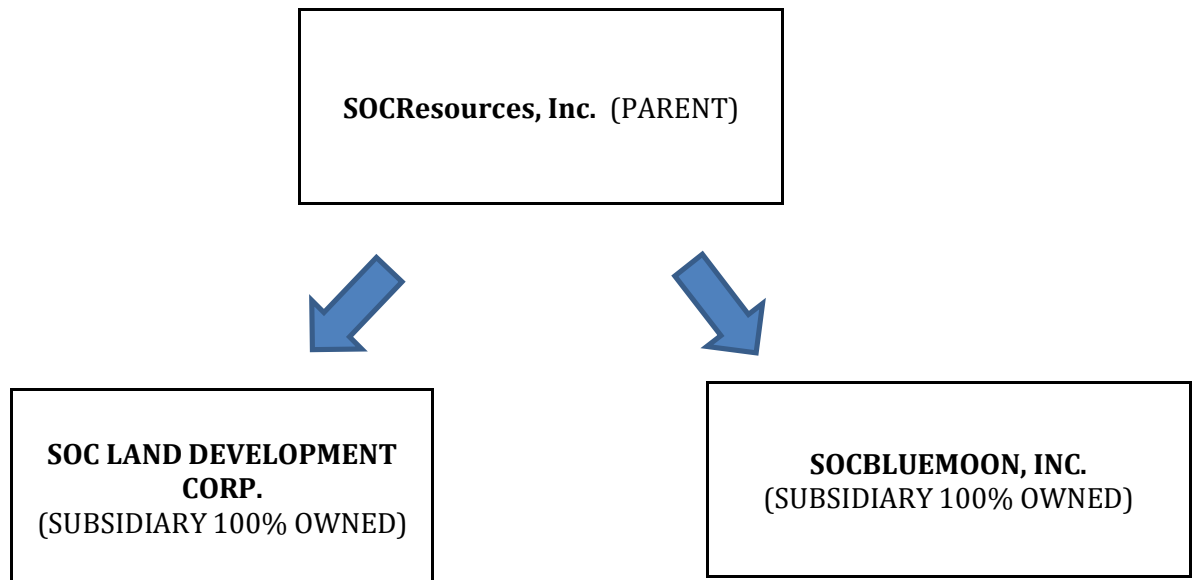 SOCResources, Inc. (PARENT)
SOC LAND DEVELOPMENT
CORP.
(SUBSIDIARY 100% OWNED)
SOCBLUEMOON, INC.
(SUBSIDIARY 100% OWNED)